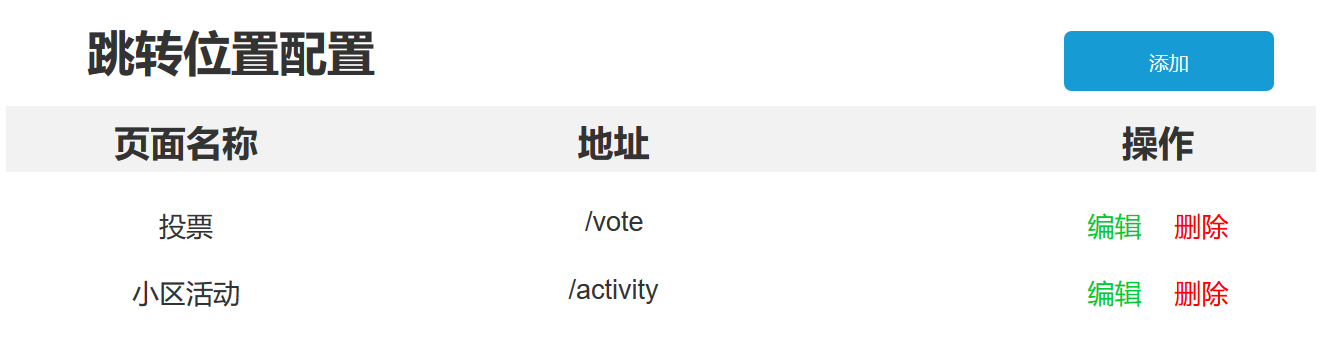 跳转位置配置 添加
页面名称 地址 操作
投票 /vote 编辑 删除
小区活动 /activity 编辑 删除